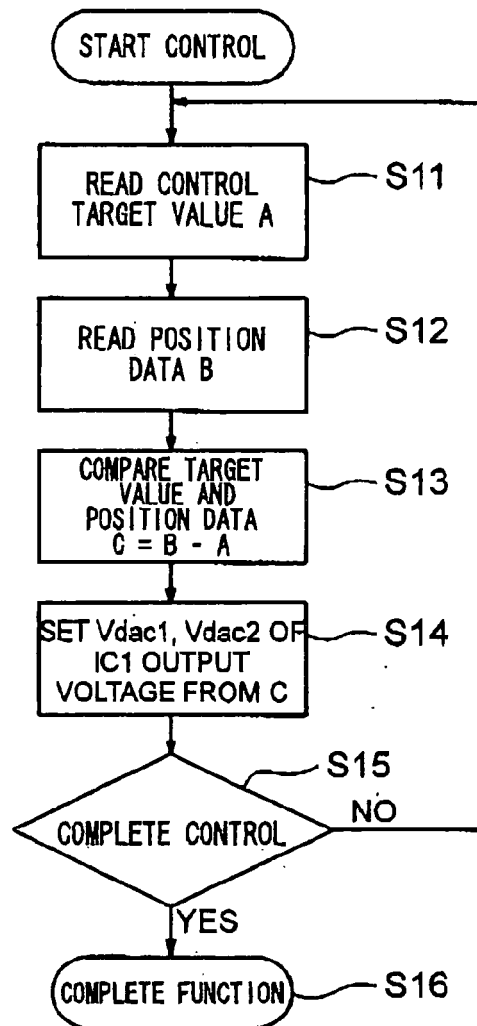 START CONTROL
READ CONTROL
TARGET VALUE A
S11
READ POSITION
DATA B
S12
COMPARE TARGET
VALUE AND
POSITION DATA
C = B - A
S13
SET Vdac1, Vdac2 OF
IC1 OUTPUT
VOLTAGE FROM C
S14
S15
COMPLETE CONTROL
NO
YES
COMPLETE FUNCTION
S16